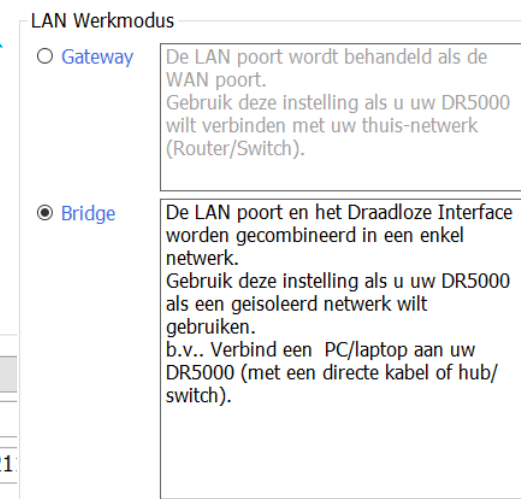 LAN Werkmodus
Gateway
De LAN poort wordt behandeld als de
WAN poort.
Gebruik deze instelling als u uw DR5000
wilt verbinden met uw thuis-netwerk
(Router/Switch).
Bridge
De LAN poort en het Draadloze Interface
worden gecombineerd in een enkel
netwerk.
Gebruik deze instelling als u uw DR5000
als een geisoleerd netwerk wilt
gebruiken.
b.v.. Verbind een  PC/laptop aan uw
DR5000 (met een directe kabel of hub/
switch).